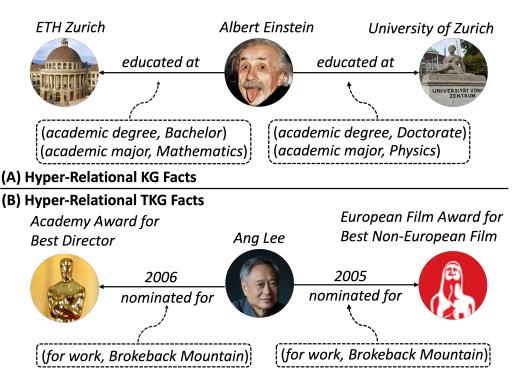 ETH Zurich
Albert Einstein
University of Zurich
educated at
educated at
UNIVERSITÄT ZÜRICH
ZENTRUM
(academic degree, Bachelor)
(academic major, Mathematics)
(academic degree, Doctorate)
(academic major, Physics)
(A) Hyper-Relational KG Facts
(B) Hyper-Relational TKG Facts
Academy Award for
Best Director
Ang Lee
European Film Award for
Best Non-European Film
2006
nominated for
2005
nominated for
(for work, Brokeback Mountain)
(for work, Brokeback Mountain)